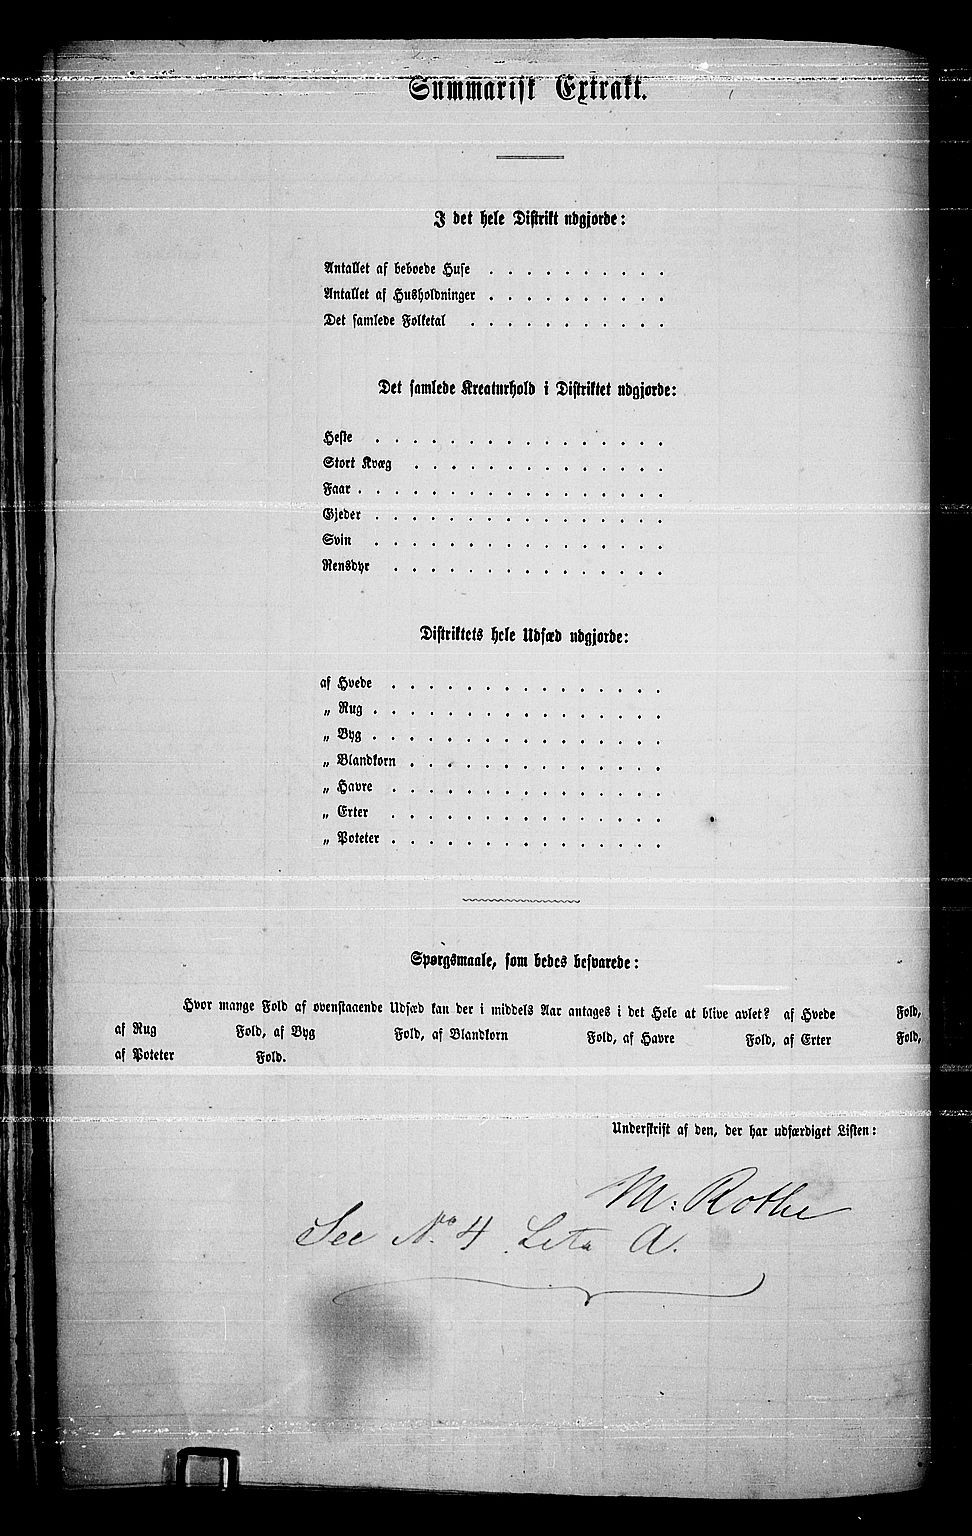 Summarisk Extrakt.
I det hele Distrikt udgjorde:
Antallet af beboede Huse . . . . . . . . . .
Antallet af Husholdninger . . . . . . . . . .
Det samlede Folketal . . . . . . . . . . .
Det samlede Kreaturhold i Distriktet udgjorde:
Heste . . . . . . . . . . . . . . . .
Stort Kvæg . . . . . . . . . . . . . .
Faar . . . . . . . . . . . . . . . . .
Gjeder . . . . . . . . . . . . . . . .
Svin . . . . . . . . . . . . . . . .
Rensdyr . . . . . . . . . . . . . . .
Distriktets hele Udsæd udgjorde:
af Hvede . . . . . . . . . . . . . . .
„ Rug . . . . . . . . . . . . . . . .
„ Byg . . . . . . . . . . . . . . . .
„ Blandkorn . . . . . . . . . . . . . .
„ Havre . . . . . . . . . . . . . . .
„ Erter . . . . . . . . . . . . . . .
„ Poteter . . . . . . . . . . . . . . .
Spørgsmaale, som bedes besvarede:
Hvor mange Fold af ovenstaaende Udsæd kan der i middels Aar antages i det Hele at blive avlet? af Hvede Fold,
af Rug Fold, af Byg Fold, af Blandkorn Fold, af Havre Fold, af Erter Fold,
af Poteter Fold.
Underskrift af den, der har udfærdiget Listen:
M. Rothe
See No. 4 Lita A.